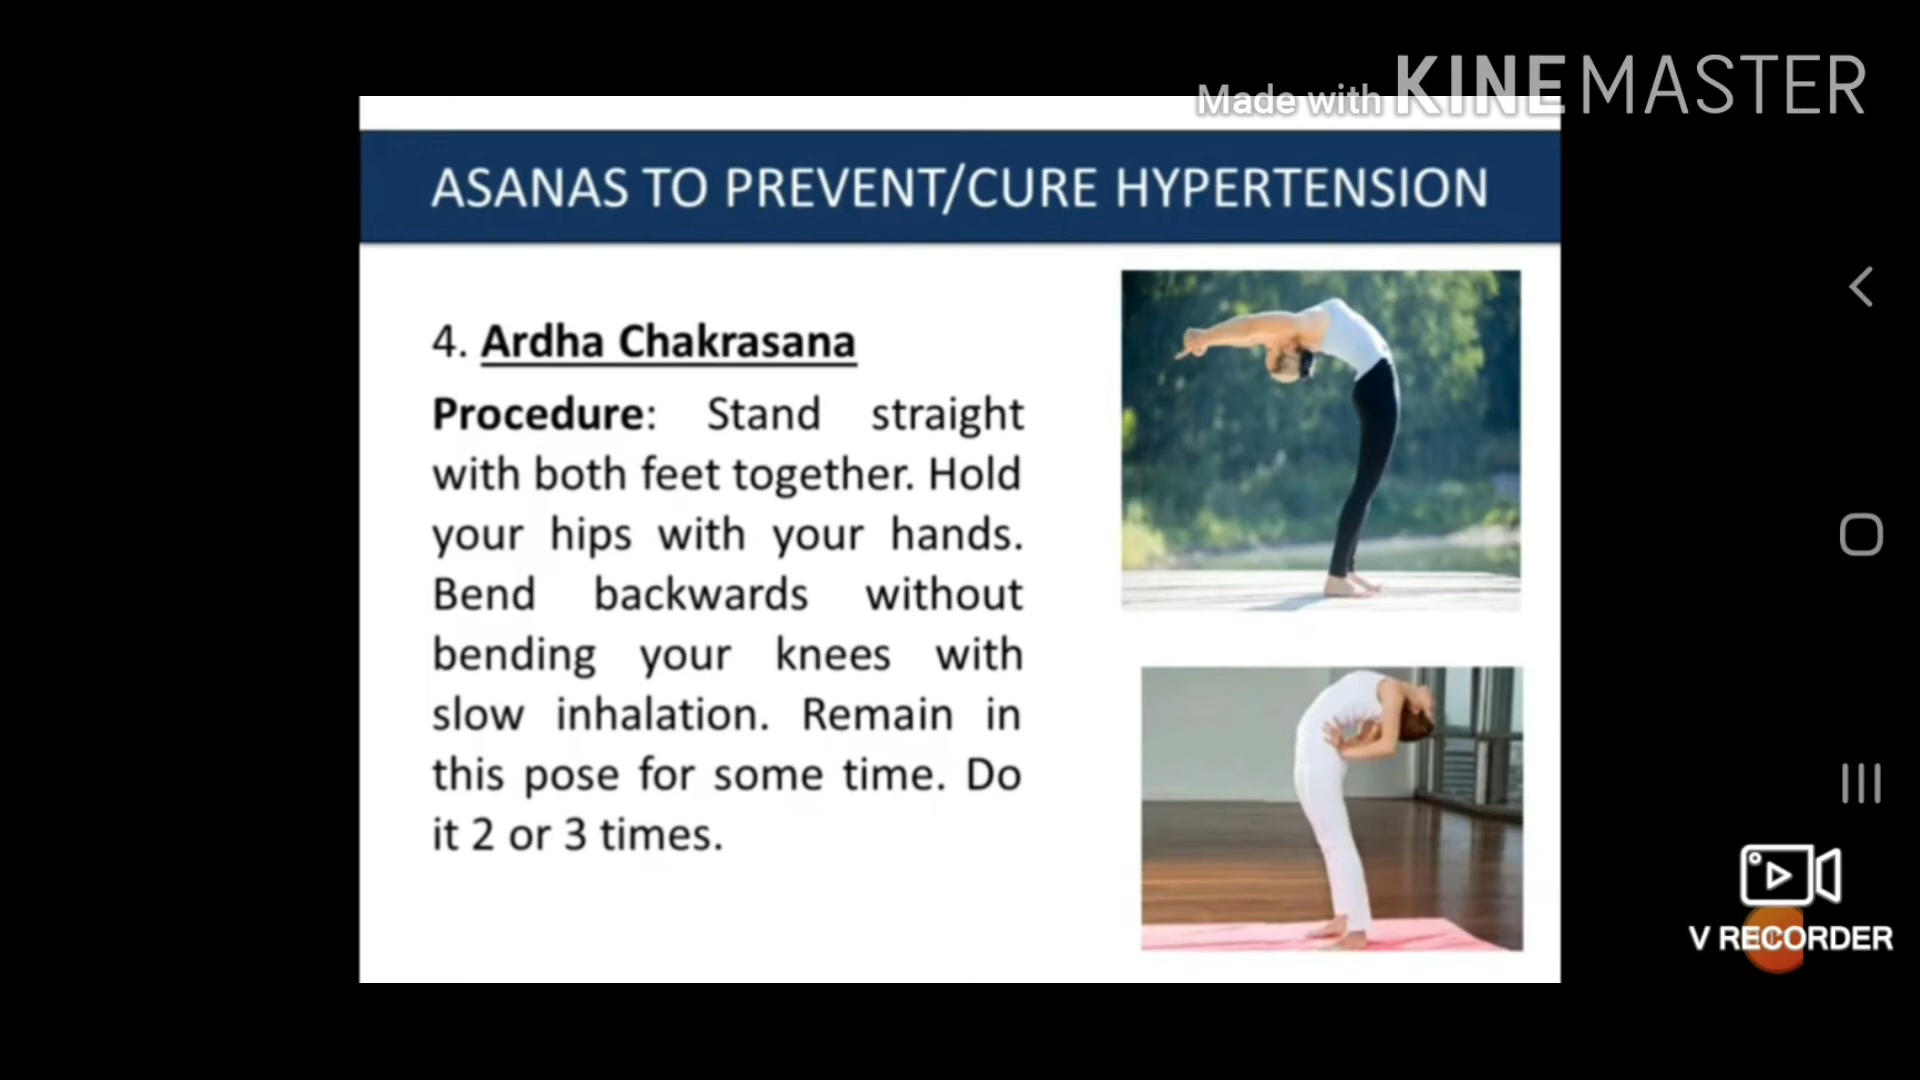 Made with KINEMASTER
ASANAS TO PREVENT/CURE HYPERTENSION
4. Ardha Chakrasana
Procedure: Stand straight
with both feet together. Hold
your hips with your hands.
Bend backwards without
bending your knees with
slow inhalation. Remain in
this pose for some time. Do
it 2 or 3 times.
V RECORDER